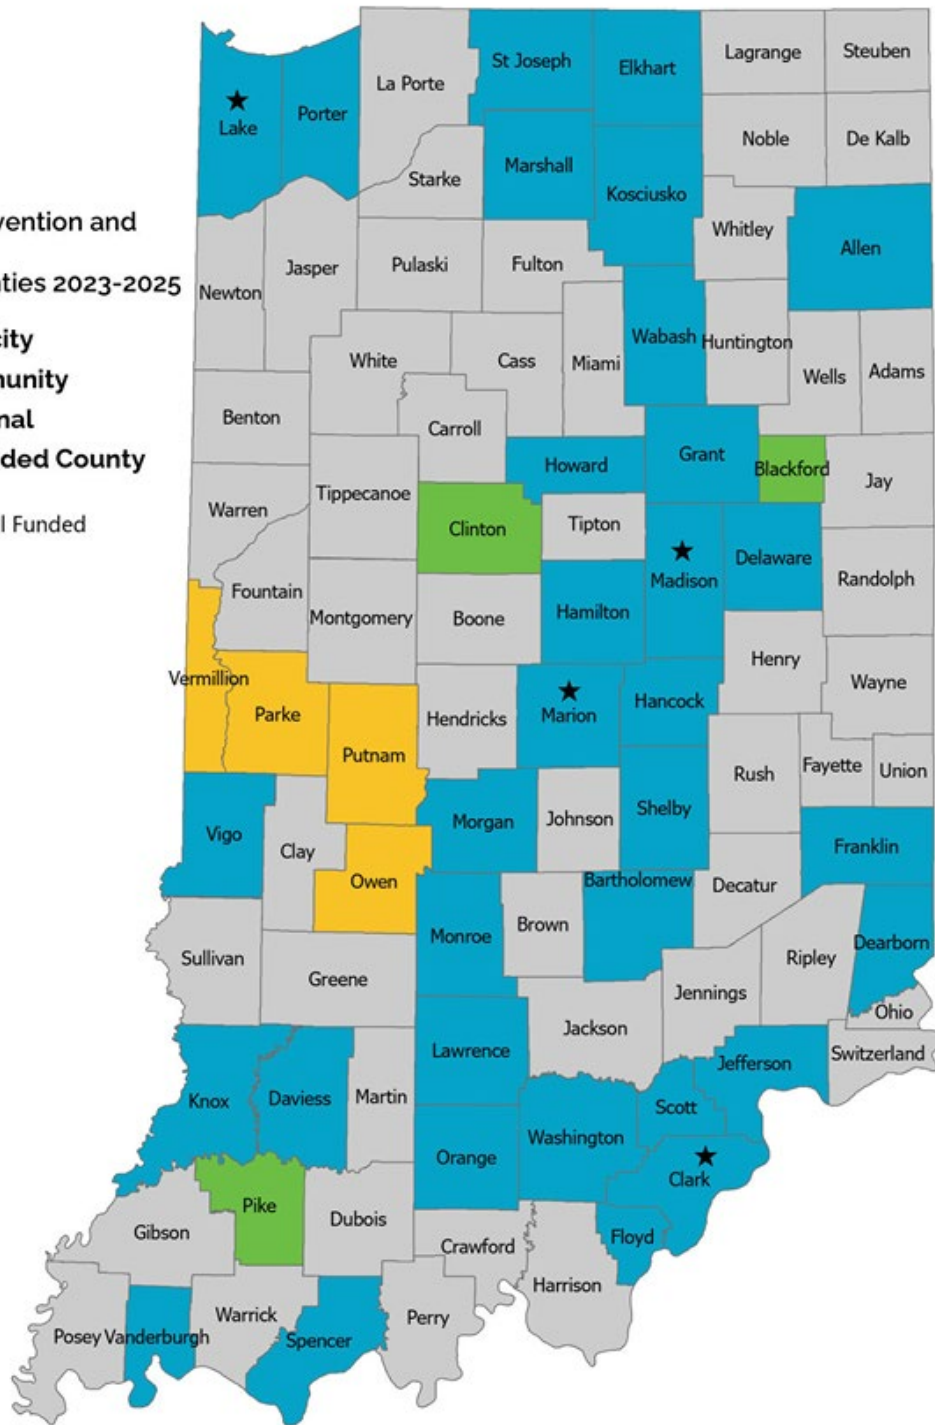 La Porte
St Joseph
Elkhart
Lagrange
Steuben
Lake
Porter
Starke
Marshall
Kosciusko
Noble
De Kalb
Whitley
Allen
vention and
Newton
Jasper
Pulaski
Fulton
ties 2023-2025
city
White
Cass
Miami
Wabash
Huntington
Wells
Adams
unity
nal
Benton
Carroll
ded County
Howard
Grant
Blackford
Jay
Warren
Tippecanoe
Clinton
Tipton
l Funded
Fountain
Montgomery
Boone
Hamilton
Madison
Delaware
Randolph
Vermillion
Parke
Putnam
Hendricks
Marion
Hancock
Henry
Wayne
Rush
Fayette
Union
Vigo
Clay
Morgan
Johnson
Shelby
Franklin
Owen
Monroe
Brown
Bartholomew
Decatur
Dearborn
Sullivan
Greene
Jackson
Jennings
Ripley
Ohio
Switzerland
Knox
Daviess
Martin
Lawrence
Orange
Washington
Scott
Jefferson
Clark
Gibson
Pike
Dubois
Crawford
Harrison
Floyd
Posey
Vanderburgh
Warrick
Spencer
Perry